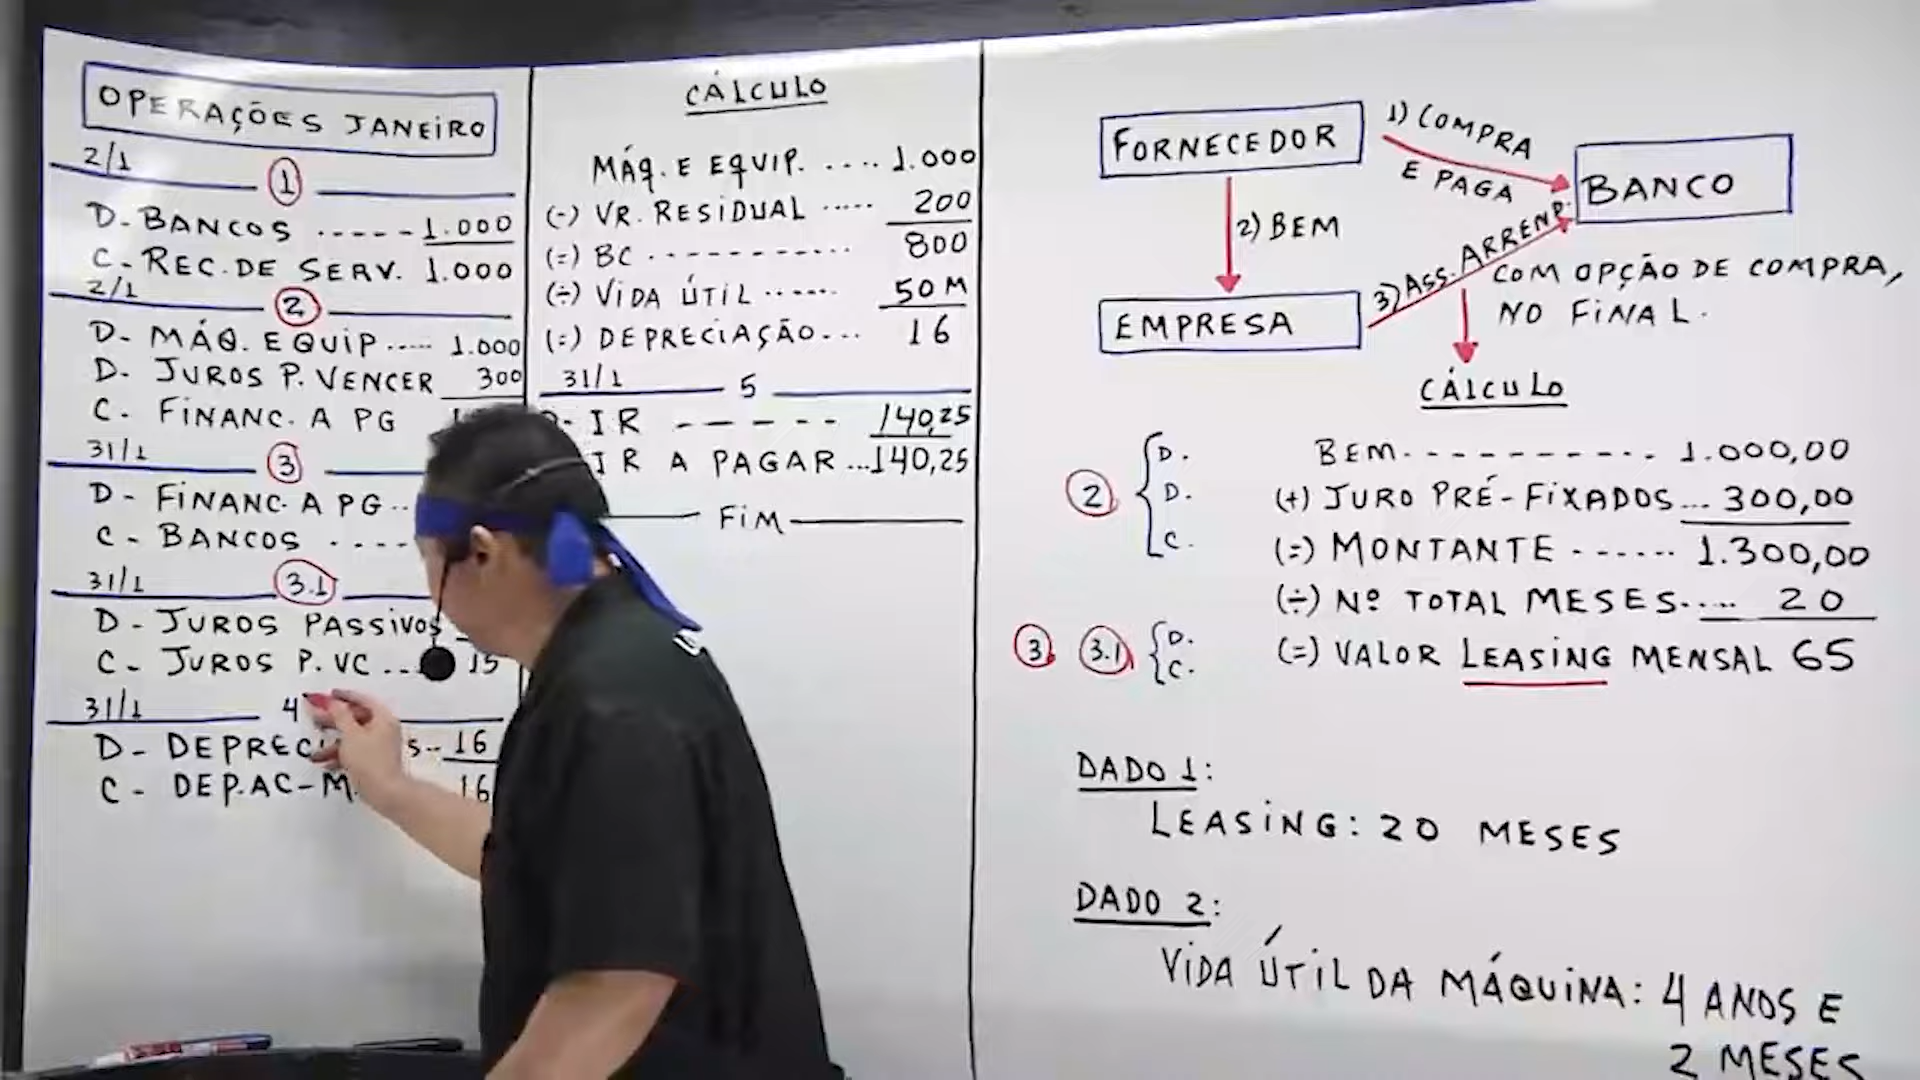 OPERAÇÕES JANEIRO
2/1
1
D. BANCOS ----- 1.000
C. REC. DE SERV. 1.000
2/1
2
D- MÁQ. EQUIP..... 1.000
D. JUROS P. VENCER 300
C. FINANC. A PG
31/1
3
D- FINANC. A PG..
C- BANCOS ....
31/1
3.1
D- JUROS PASSIVOS
C- JUROS P. VC ... 15
31/1
4
D- 16
C- DEP. AC- M. 16
CÁLCULO
MÁQ. E EQUIP. .... 1.000
(-) VR. RESIDUAL ..... 200
(=) BC ----------- 800
(÷) VIDA ÚTIL ...... 50 M
(=) DEPRECIAÇÃO... 16
31/1
5
IR ------ 140,25
IR A PAGAR ... 140,25
FIM
FORNECEDOR
1) COMPRA
E PAGA
BANCO
2) BEM
3) ASS. ARREND.
COM OPÇÃO DE COMPRA,
NO FINAL.
EMPRESA
CÁLCULO
2
D. BEM ----------- 1.000,00
D. (+) JURO PRÉ-FIXADOS... 300,00
C. (=) MONTANTE ------ 1.300,00
(÷) Nº TOTAL MESES..... 20
3 3.1 D. (=) VALOR LEASING MENSAL 65
C.
DADO 1:
LEASING: 20 MESES
DADO 2:
VIDA ÚTIL DA MÁQUINA: 4 ANOS E
2 MESES